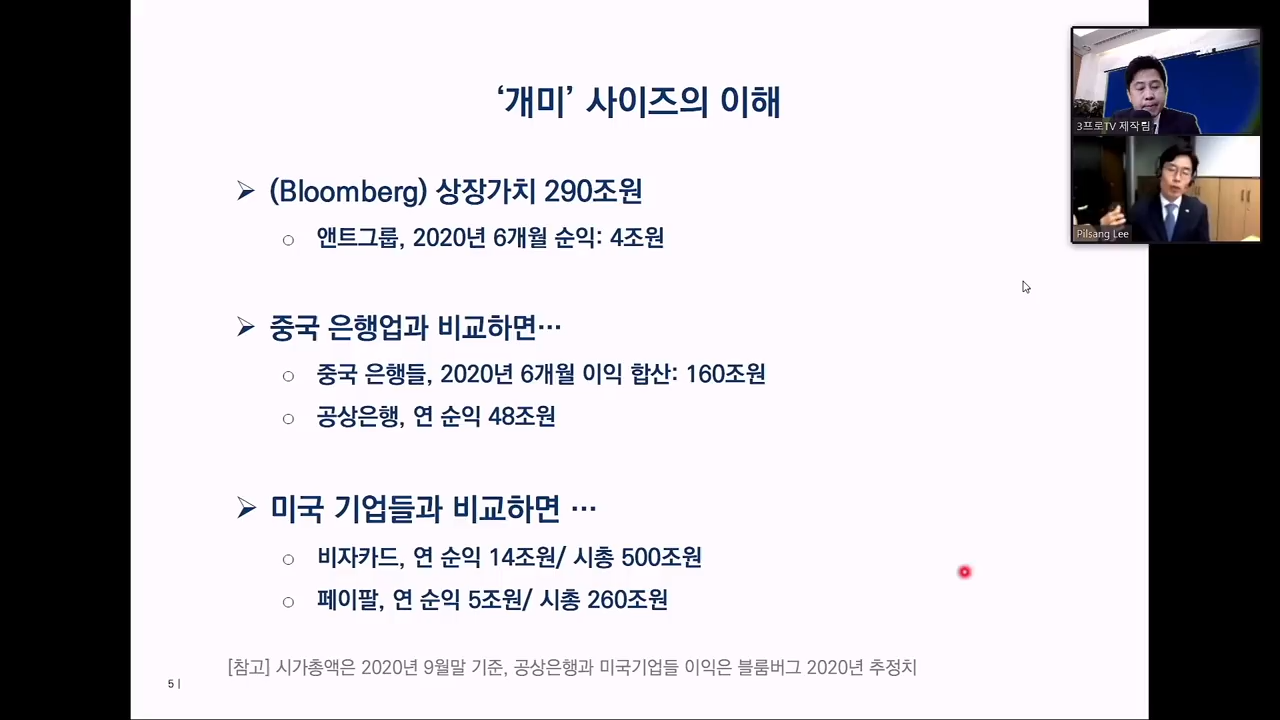 ‘개미’ 사이즈의 이해
➢ (Bloomberg) 상장가치 290조원
○ 앤트그룹, 2020년 6개월 순익: 4조원
➢ 중국 은행업과 비교하면…
○ 중국 은행들, 2020년 6개월 이익 합산: 160조원
○ 공상은행, 연 순익 48조원
➢ 미국 기업들과 비교하면 …
○ 비자카드, 연 순익 14조원/ 시총 500조원
○ 페이팔, 연 순익 5조원/ 시총 260조원
[참고] 시가총액은 2020년 9월말 기준, 공상은행과 미국기업들 이익은 블룸버그 2020년 추정치
5 |
3프로TV 제작팀
Pilsang Lee